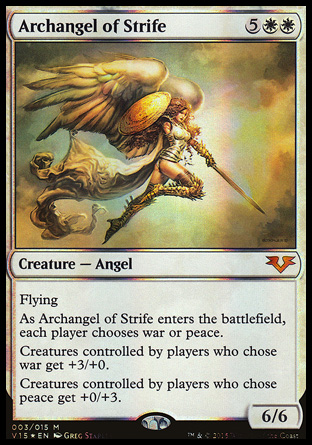 Archangel of Strife 5
Creature — Angel
Flying
As Archangel of Strife enters the battlefield,
each player chooses war or peace.
Creatures controlled by players who chose
war get +3/+0.
Creatures controlled by players who chose
peace get +0/+3.
6/6
003/015 M
V15 EN Greg